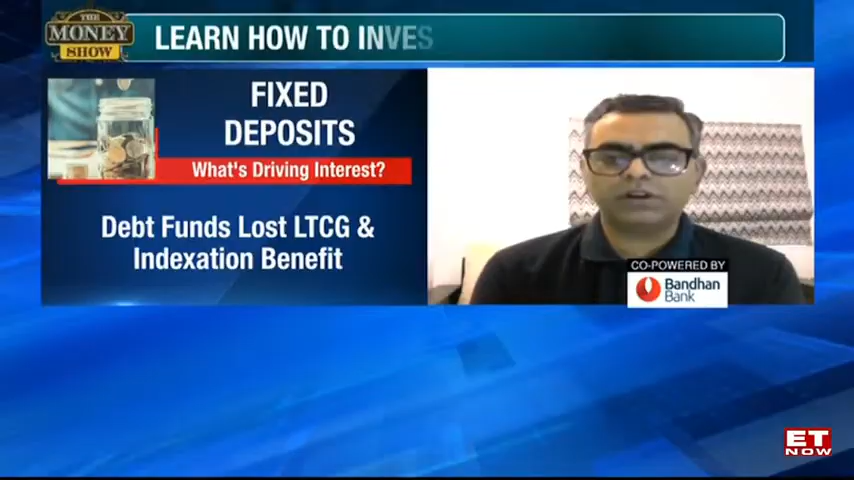 THE
MONEY
SHOW
LEARN HOW TO INVES
FIXED
DEPOSITS
What's Driving Interest?
Debt Funds Lost LTCG &
Indexation Benefit
CO-POWERED BY
Bandhan
Bank
ET
NOW